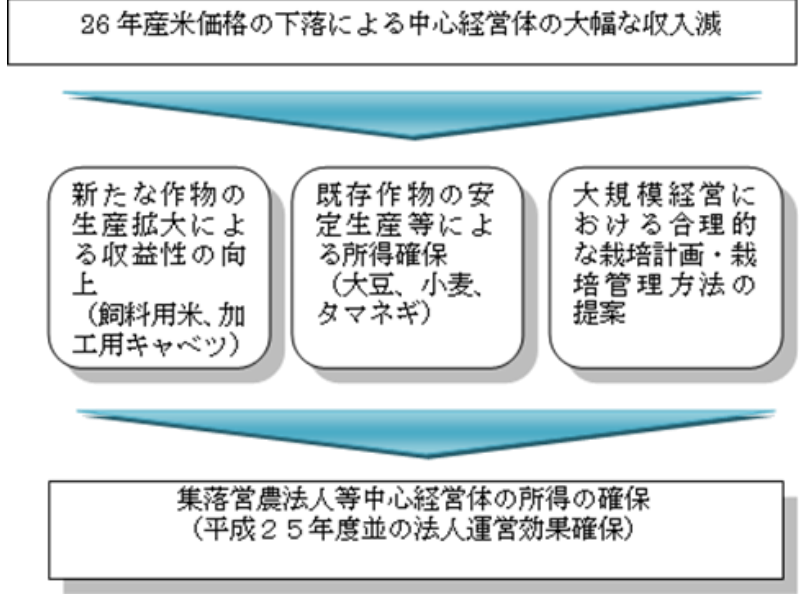 26 年産米価格の下落による中心経営体の大幅な収入減
新たな作物の
生産拡大によ
る収益性の向
上
（飼料用米、加
工用キャベツ）
既存作物の安
定生産等によ
る所得確保
（大豆、小麦、
タマネギ）
大規模経営に
おける合理的
な栽培計画・栽
培管理方法の
提案
集落営農法人等中心経営体の所得の確保
（平成２５年度並の法人運営効果確保）